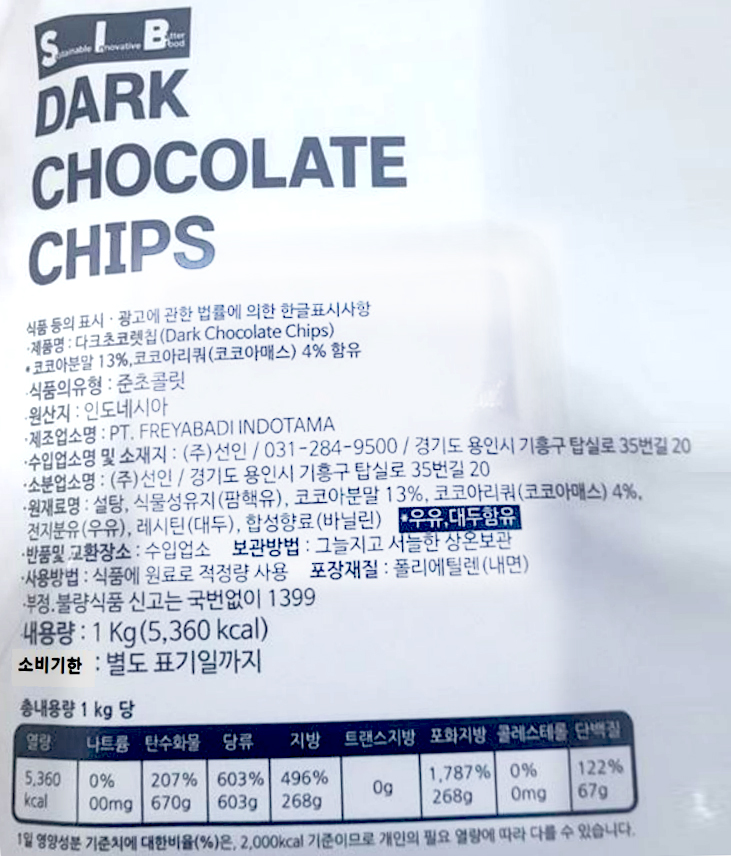 Sustainable Innovative Better Food
DARK
CHOCOLATE
CHIPS
식품 등의 표시 · 광고에 관한 법률에 의한 한글표시사항
·제품명 : 다크초코렛칩(Dark Chocolate Chips)
•코코아분말 13%,코코아리쿼(코코아매스) 4% 함유
·식품의유형 : 준초콜릿
·원산지 : 인도네시아
·제조업소명 : PT. FREYABADI INDOTAMA
·수입업소명 및 소재지 : (주)선인 / 031-284-9500 / 경기도 용인시 기흥구 탑실로 35번길 20
·소분업소명 : (주)선인 / 경기도 용인시 기흥구 탑실로 35번길 20
·원재료명 : 설탕, 식물성유지(팜핵유), 코코아분말 13%, 코코아리쿼(코코아매스) 4%,
전지분유(우유), 레시틴(대두), 합성향료(바닐린) •우유,대두함유
·반품및 교환장소 : 수입업소 보관방법 : 그늘지고 서늘한 상온보관
·사용방법 : 식품에 원료로 적정량 사용 포장재질 : 폴리에틸렌(내면)
·부정.불량식품 신고는 국번없이 1399
내용량 : 1 Kg(5,360 kcal)
소비기한 : 별도 표기일까지
총내용량 1 kg 당
열량 나트륨 탄수화물 당류 지방 트랜스지방 포화지방 콜레스테롤 단백질
5,360 0% 207% 603% 496% 0g 1,787% 0% 122%
kcal 00mg 670g 603g 268g 268g 0mg 67g
1일 영양성분 기준치에 대한비율(%)은, 2,000kcal 기준이므로 개인의 필요 열량에 따라 다를 수 있습니다.